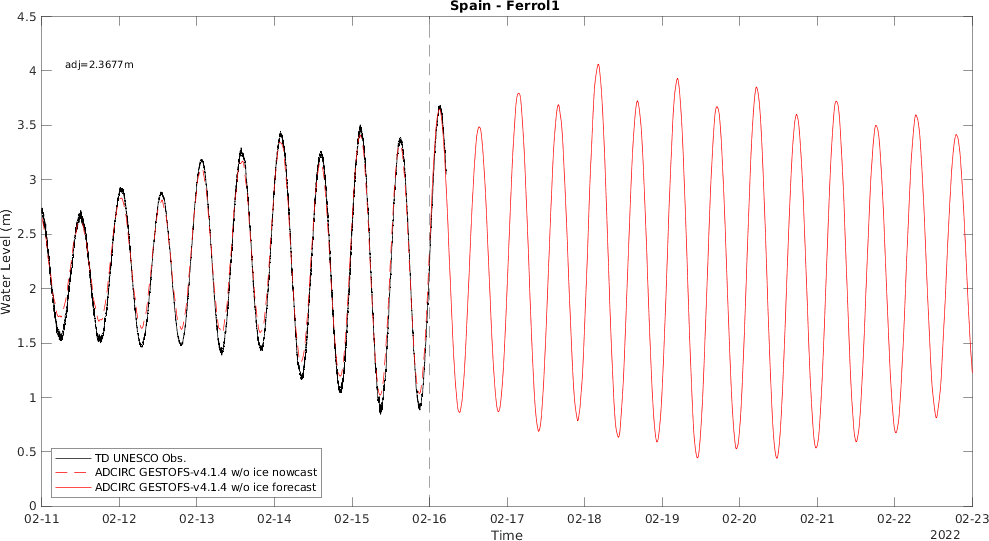 Spain - Ferrol1
4.5
4
3.5
3
2.5
2
1.5
1
0.5
0
Water Level (m)
adj=2.3677m
TD UNESCO Obs.
ADCIRC GESTOFS-v4.1.4 w/o ice nowcast
ADCIRC GESTOFS-v4.1.4 w/o ice forecast
02-11 02-12 02-13 02-14 02-15 02-16 02-17 02-18 02-19 02-20 02-21 02-22 02-23
Time
2022